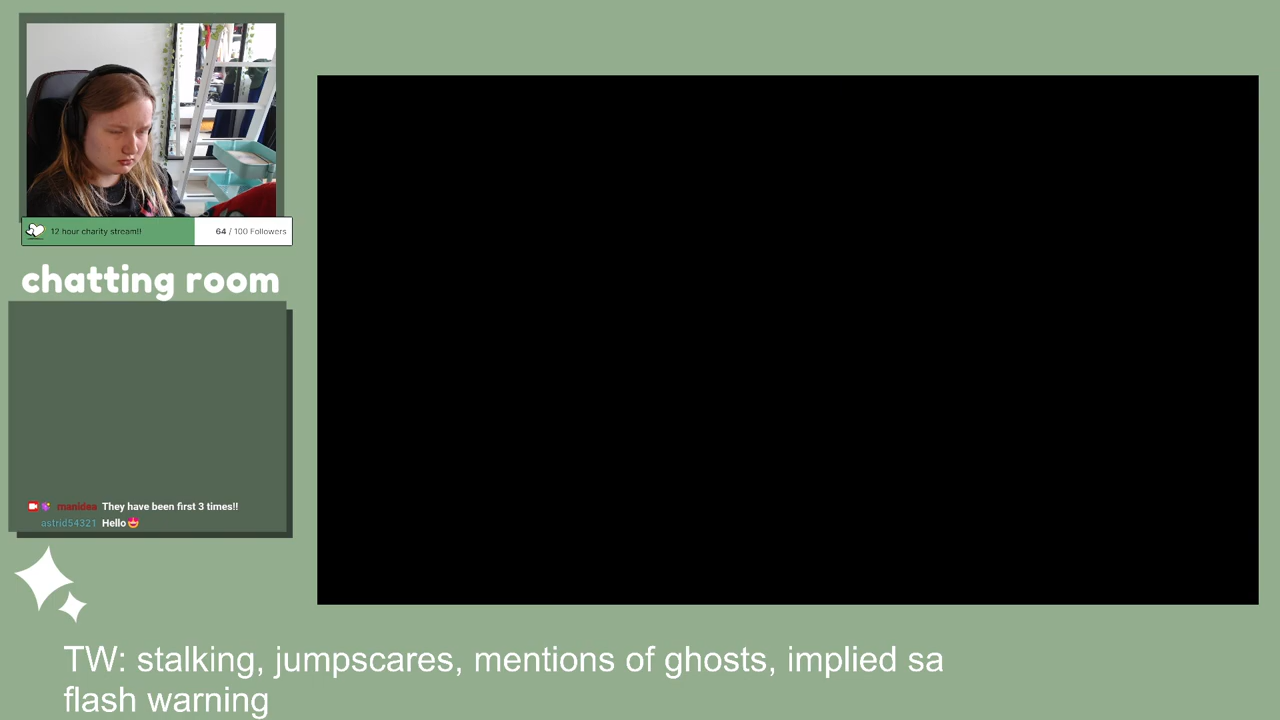 12 hour charity stream!! 64 / 100 Followers
chatting room
manidea They have been first 3 times!!
astrid54321 Hello😍
TW: stalking, jumpscares, mentions of ghosts, implied sa
flash warning